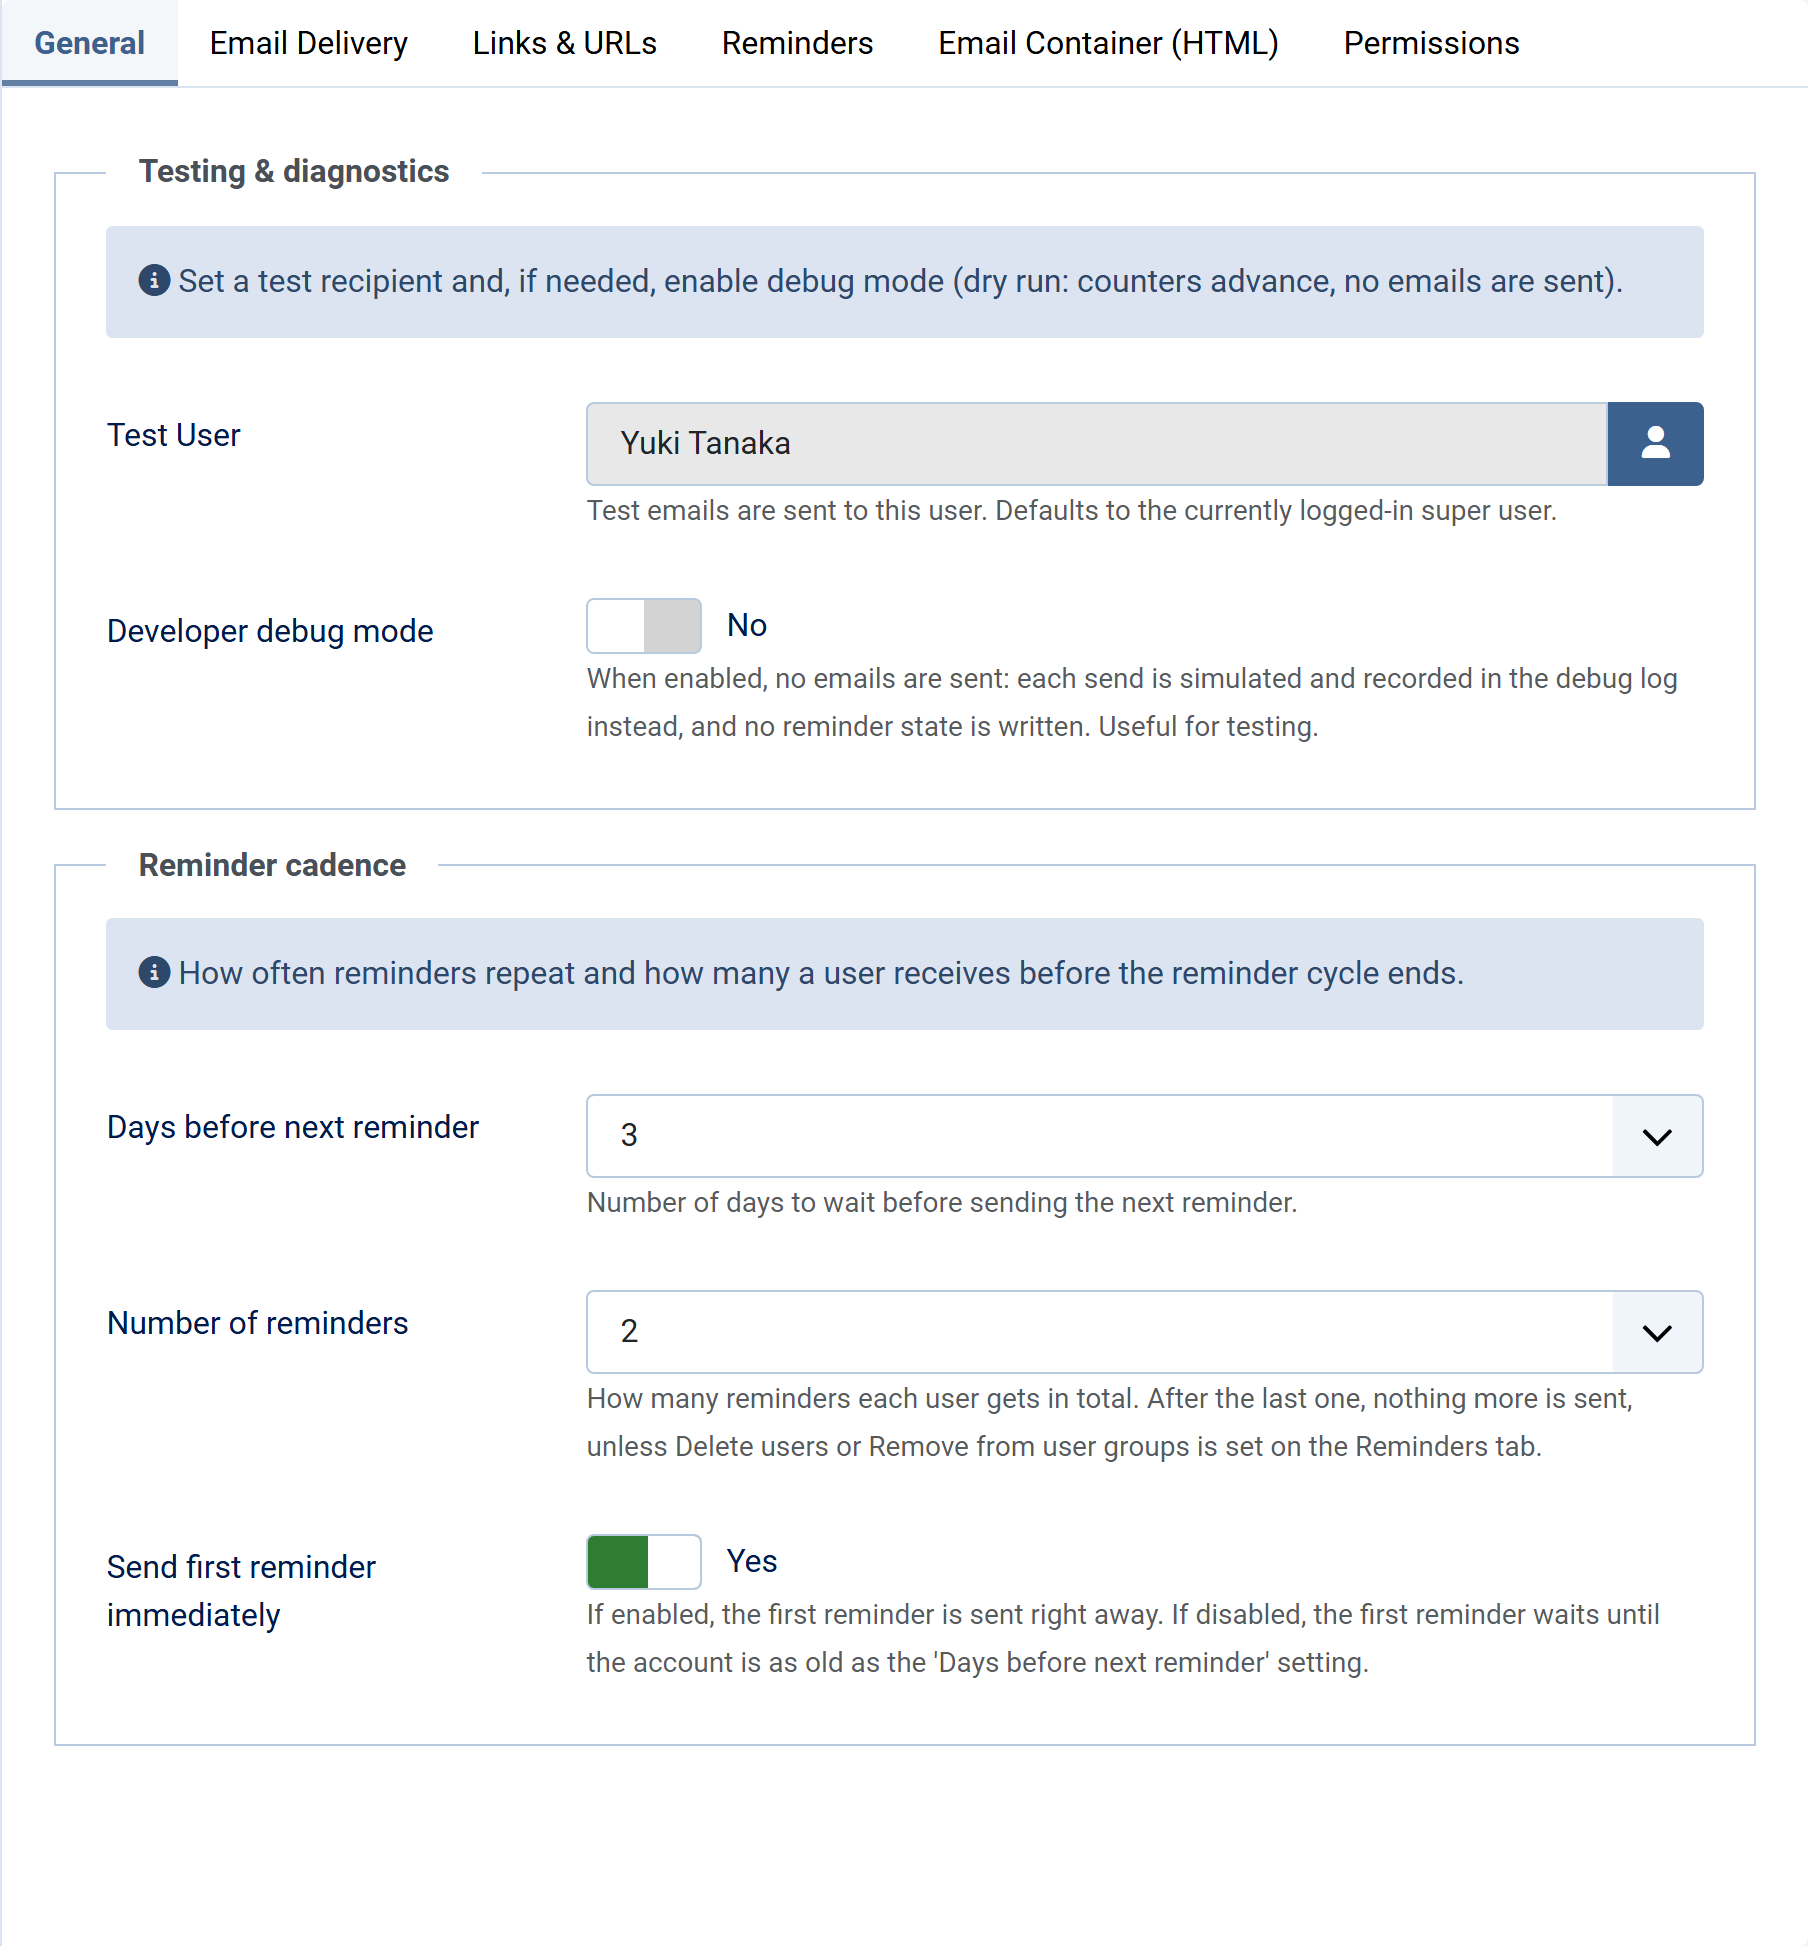 General
Email Delivery
Links & URLs
Reminders
Email Container (HTML)
Permissions
Testing & diagnostics
Set a test recipient and, if needed, enable debug mode (dry run: counters advance, no emails are sent).
Test User
Yuki Tanaka
Test emails are sent to this user. Defaults to the currently logged-in super user.
Developer debug mode
No
When enabled, no emails are sent: each send is simulated and recorded in the debug log
instead, and no reminder state is written. Useful for testing.
Reminder cadence
How often reminders repeat and how many a user receives before the reminder cycle ends.
Days before next reminder
3
Number of days to wait before sending the next reminder.
Number of reminders
2
How many reminders each user gets in total. After the last one, nothing more is sent,
unless Delete users or Remove from user groups is set on the Reminders tab.
Send first reminder
immediately
Yes
If enabled, the first reminder is sent right away. If disabled, the first reminder waits until
the account is as old as the 'Days before next reminder' setting.